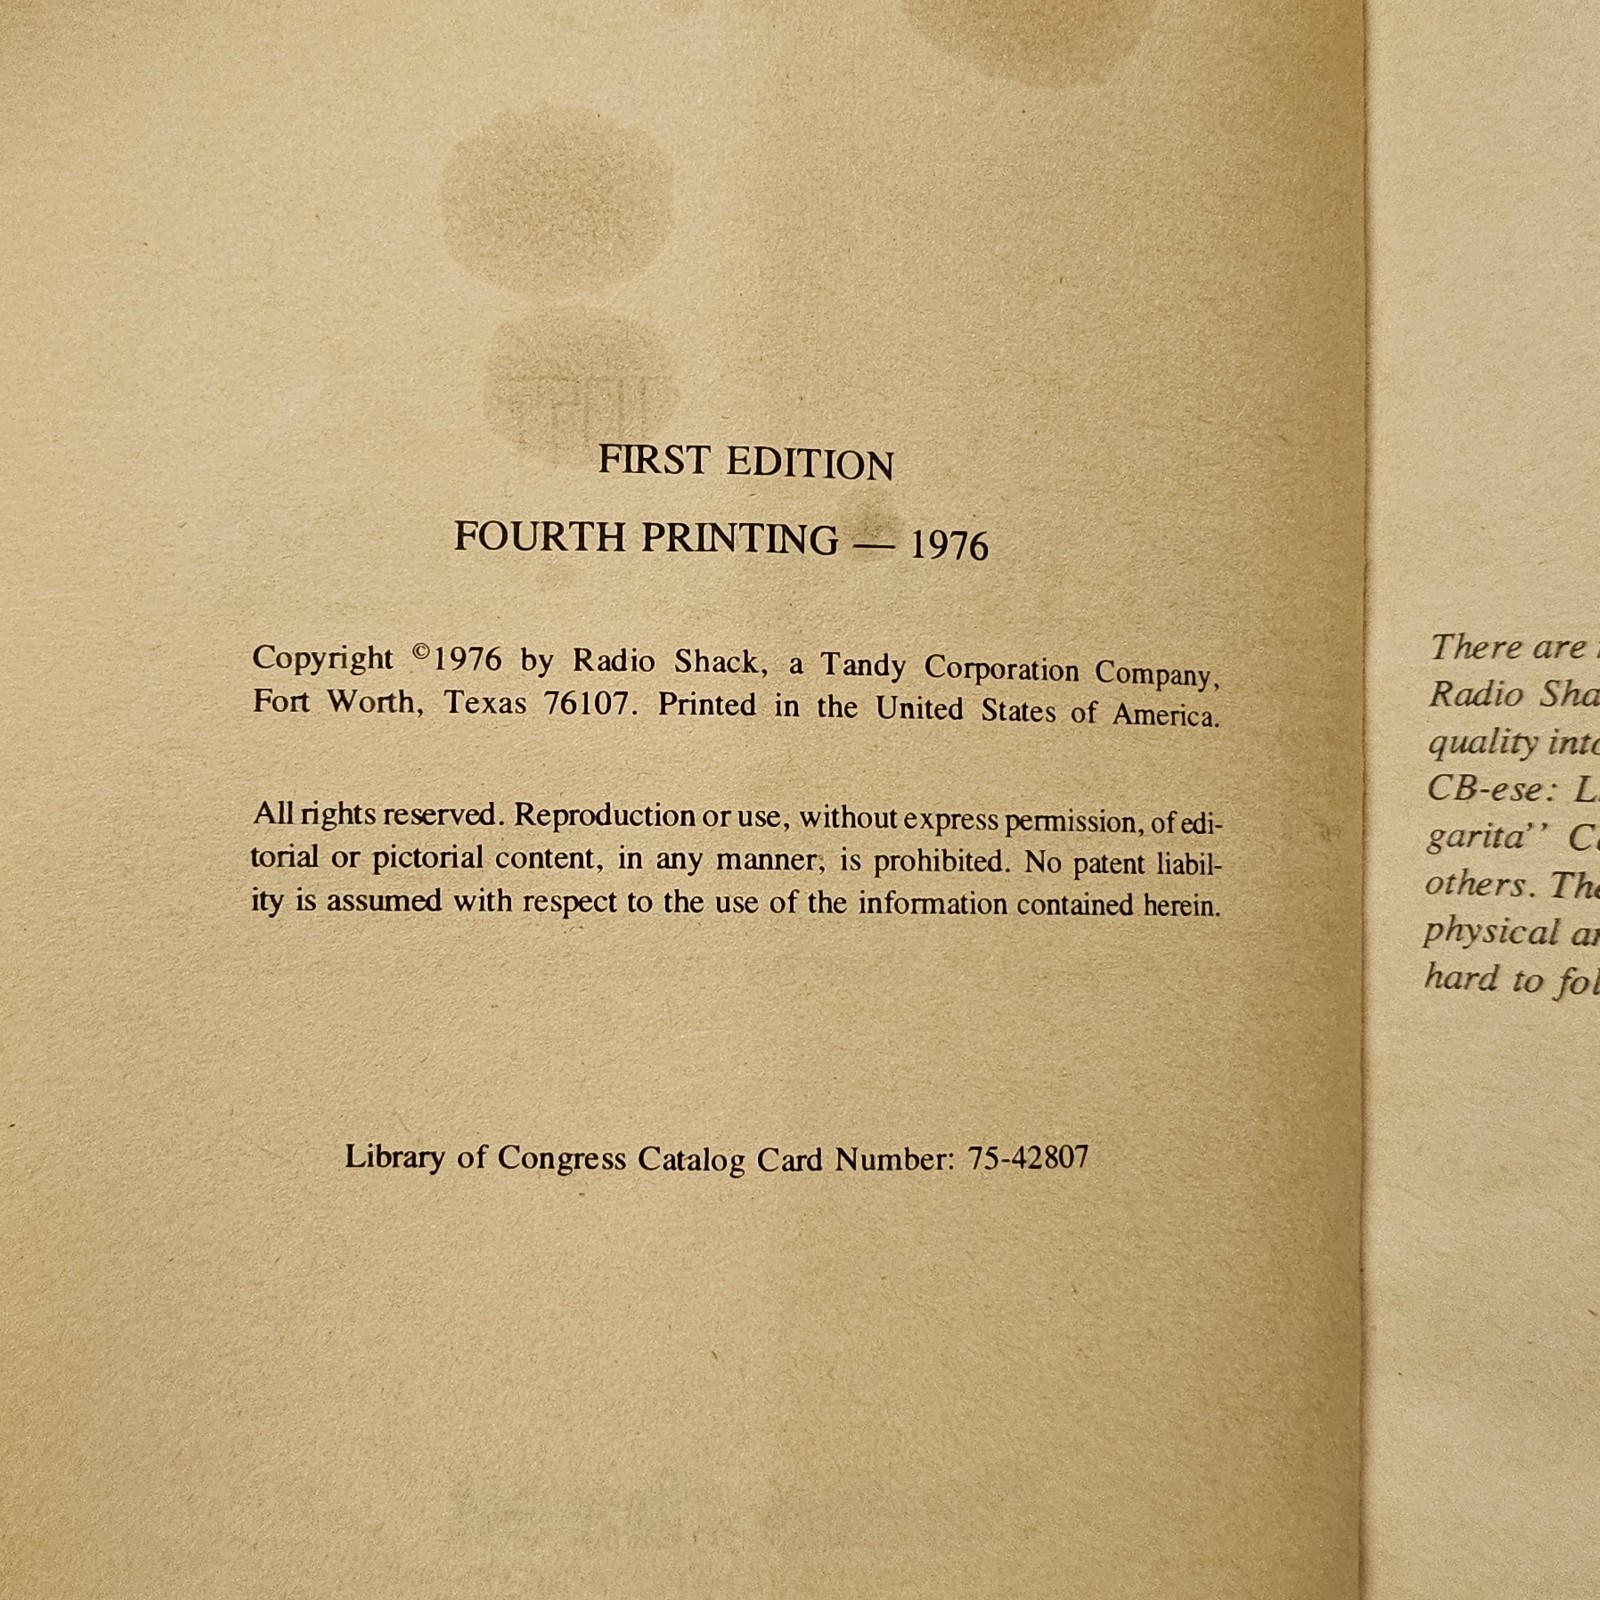 FIRST EDITION
FOURTH PRINTING — 1976
Copyright ©1976 by Radio Shack, a Tandy Corporation Company,
Fort Worth, Texas 76107. Printed in the United States of America.
All rights reserved. Reproduction or use, without express permission, of edi-
torial or pictorial content, in any manner, is prohibited. No patent liabil-
ity is assumed with respect to the use of the information contained herein.
Library of Congress Catalog Card Number: 75-42807
There are
Radio Sha
quality into
CB-ese: L
garita’’ C
others. The
physical an
hard to fol